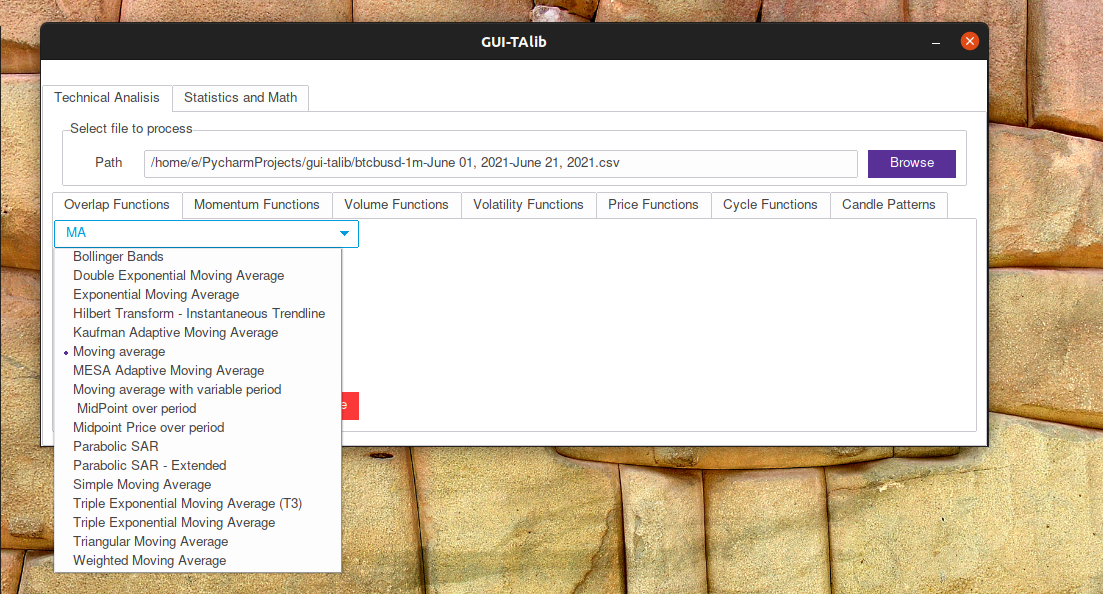 GUI-TAlib
Technical Analisis Statistics and Math
Select file to process
Path /home/e/PycharmProjects/gui-talib/btcbusd-1m-June 01, 2021-June 21, 2021.csv Browse
Overlap Functions Momentum Functions Volume Functions Volatility Functions Price Functions Cycle Functions Candle Patterns
MA
Bollinger Bands
Double Exponential Moving Average
Exponential Moving Average
Hilbert Transform - Instantaneous Trendline
Kaufman Adaptive Moving Average
Moving average
MESA Adaptive Moving Average
Moving average with variable period
MidPoint over period
Midpoint Price over period
Parabolic SAR
Parabolic SAR - Extended
Simple Moving Average
Triple Exponential Moving Average (T3)
Triple Exponential Moving Average
Triangular Moving Average
Weighted Moving Average